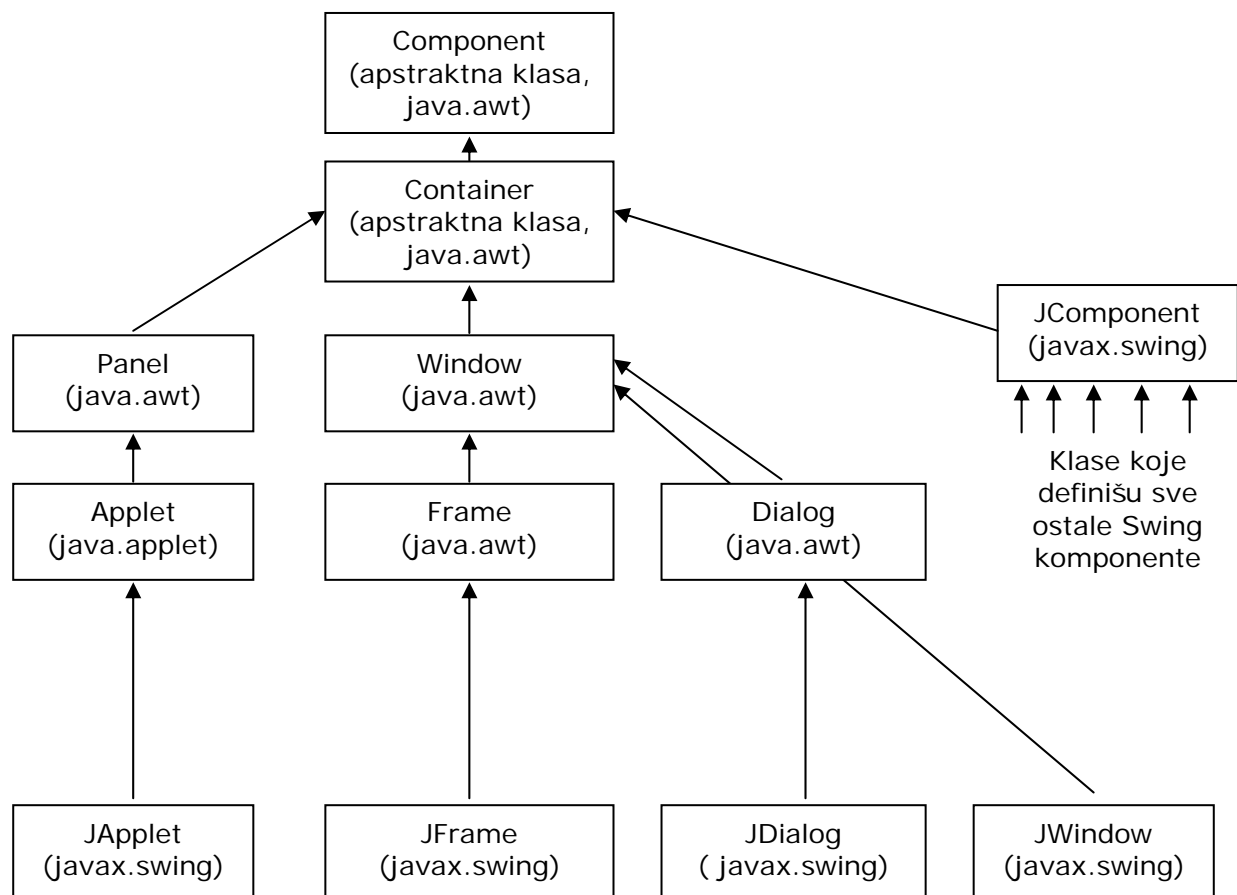 Component
(apstraktna klasa,
java.awt)
Container
(apstraktna klasa,
java.awt)
JComponent
(javax.swing)
Panel
(java.awt)
Window
(java.awt)
Klase koje
definišu sve
ostale Swing
komponente
Applet
(java.applet)
Frame
(java.awt)
Dialog
(java.awt)
JApplet
(javax.swing)
JFrame
(javax.swing)
JDialog
( javax.swing)
JWindow
(javax.swing)